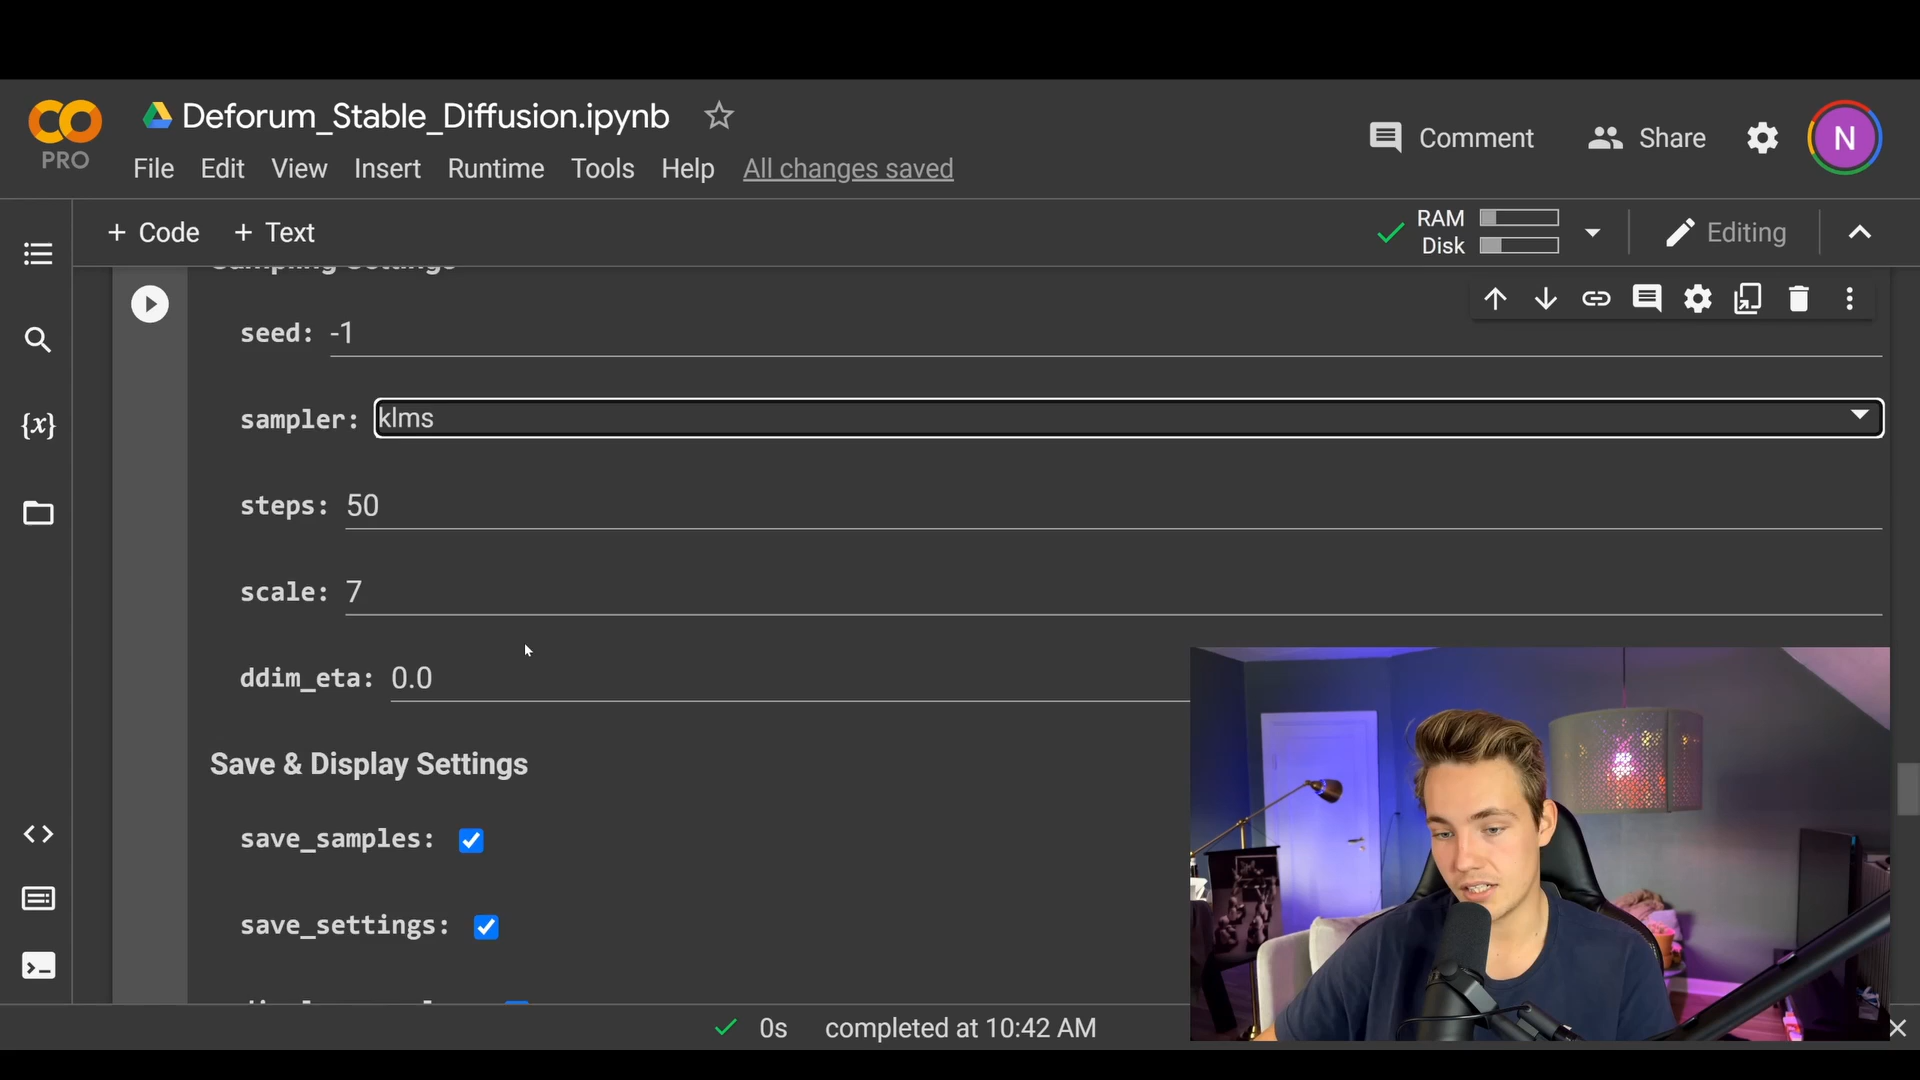 Deforum_Stable_Diffusion.ipynb
Comment
Share
N
PRO
File Edit View Insert Runtime Tools Help All changes saved
+ Code + Text
RAM
Disk
Editing
Sampling Settings
seed: -1
{x}
sampler: klms
steps: 50
scale: 7
ddim_eta: 0.0
Save & Display Settings
save_samples:
save_settings:
0s completed at 10:42 AM